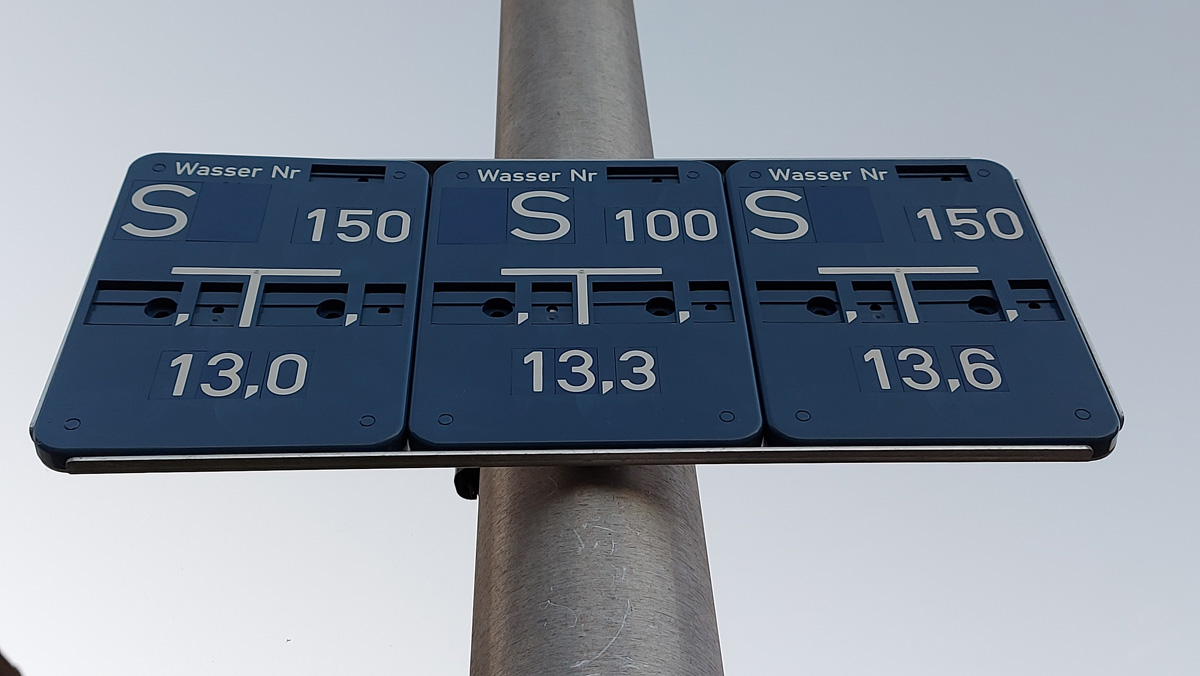 Wasser Nr
S 150
13,0
Wasser Nr
S 100
13,3
Wasser Nr
S 150
13,6